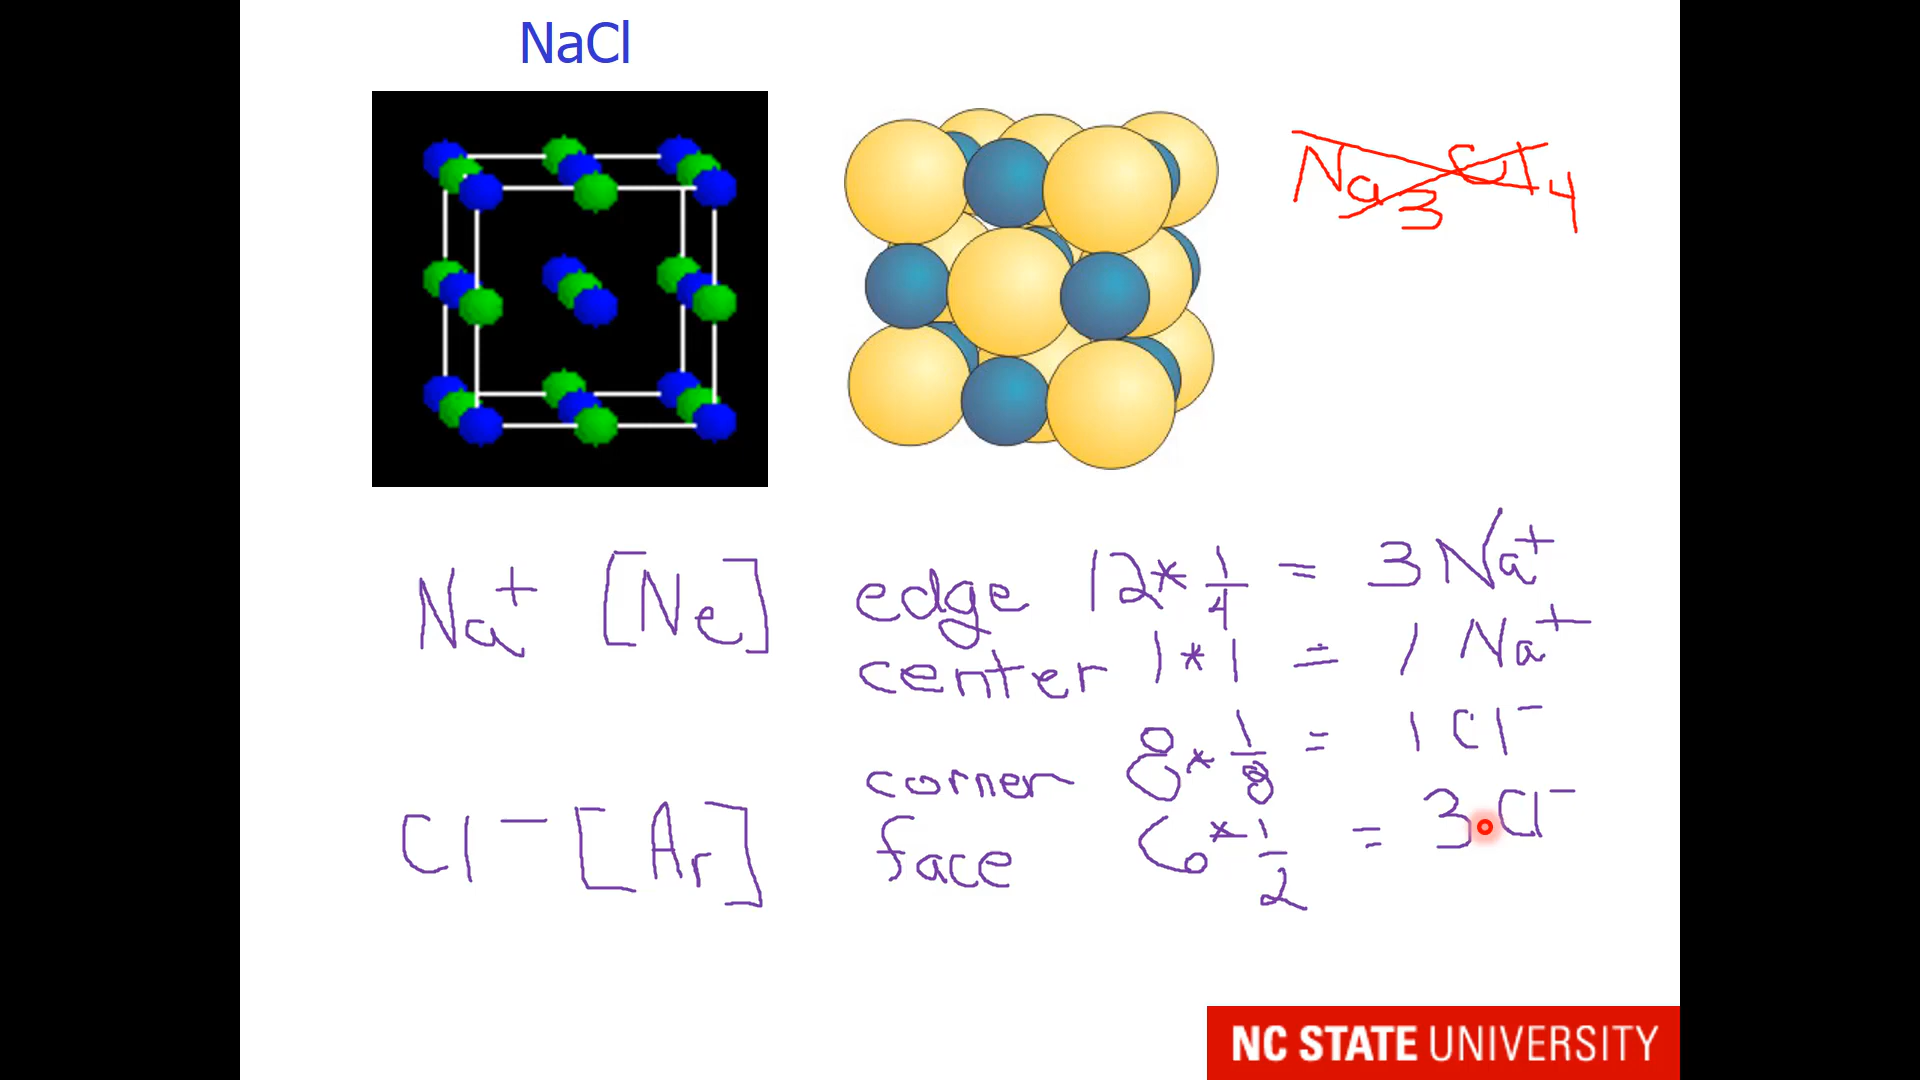 NaCl
Na3Cl4
Na+ [Ne]
edge 12 * 1/4 = 3 Na+
center 1 * 1 = 1 Na+
corner 8 * 1/8 = 1 Cl-
Cl- [Ar]
face 6 * 1/2 = 3 Cl-
NC STATE UNIVERSITY